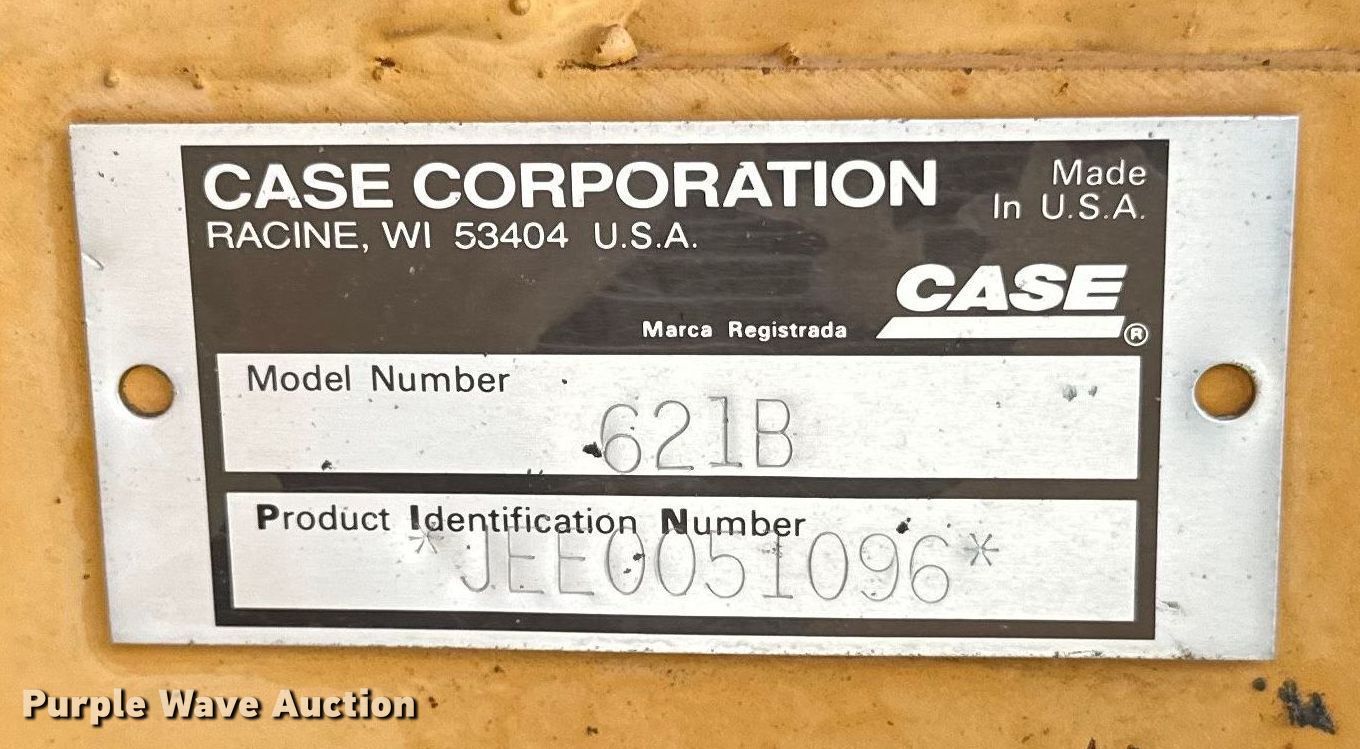 CASE CORPORATION
RACINE, WI 53404 U.S.A.
Made
In U.S.A.
CASE
Marca Registrada ®
Model Number
621B
Product Identification Number
*JEE0051096*
Purple Wave Auction